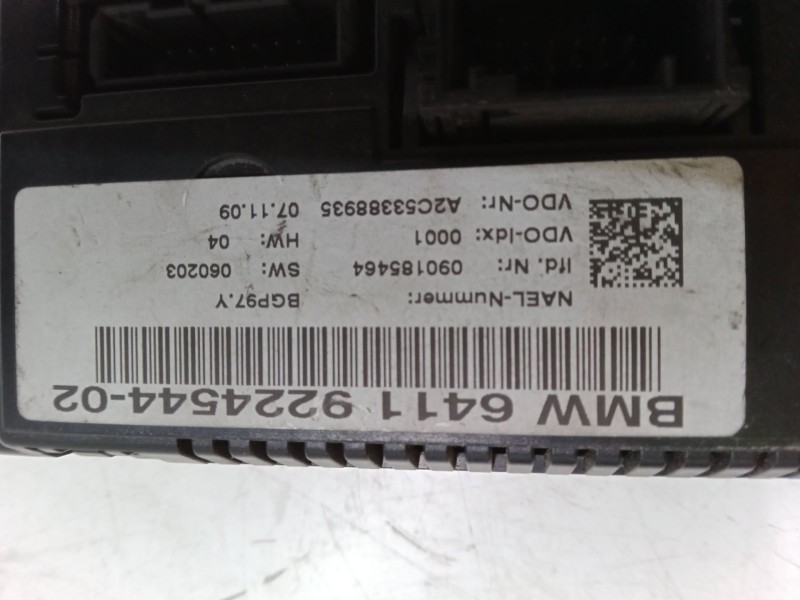 BMW 6411 9224544-02
NAEL-Nummer: BGP97.Y
lfd. Nr: 090185464 SW: 060203
VDO-Idx: 0001 HW: 04
VDO-Nr: A2C53388935 07.11.09